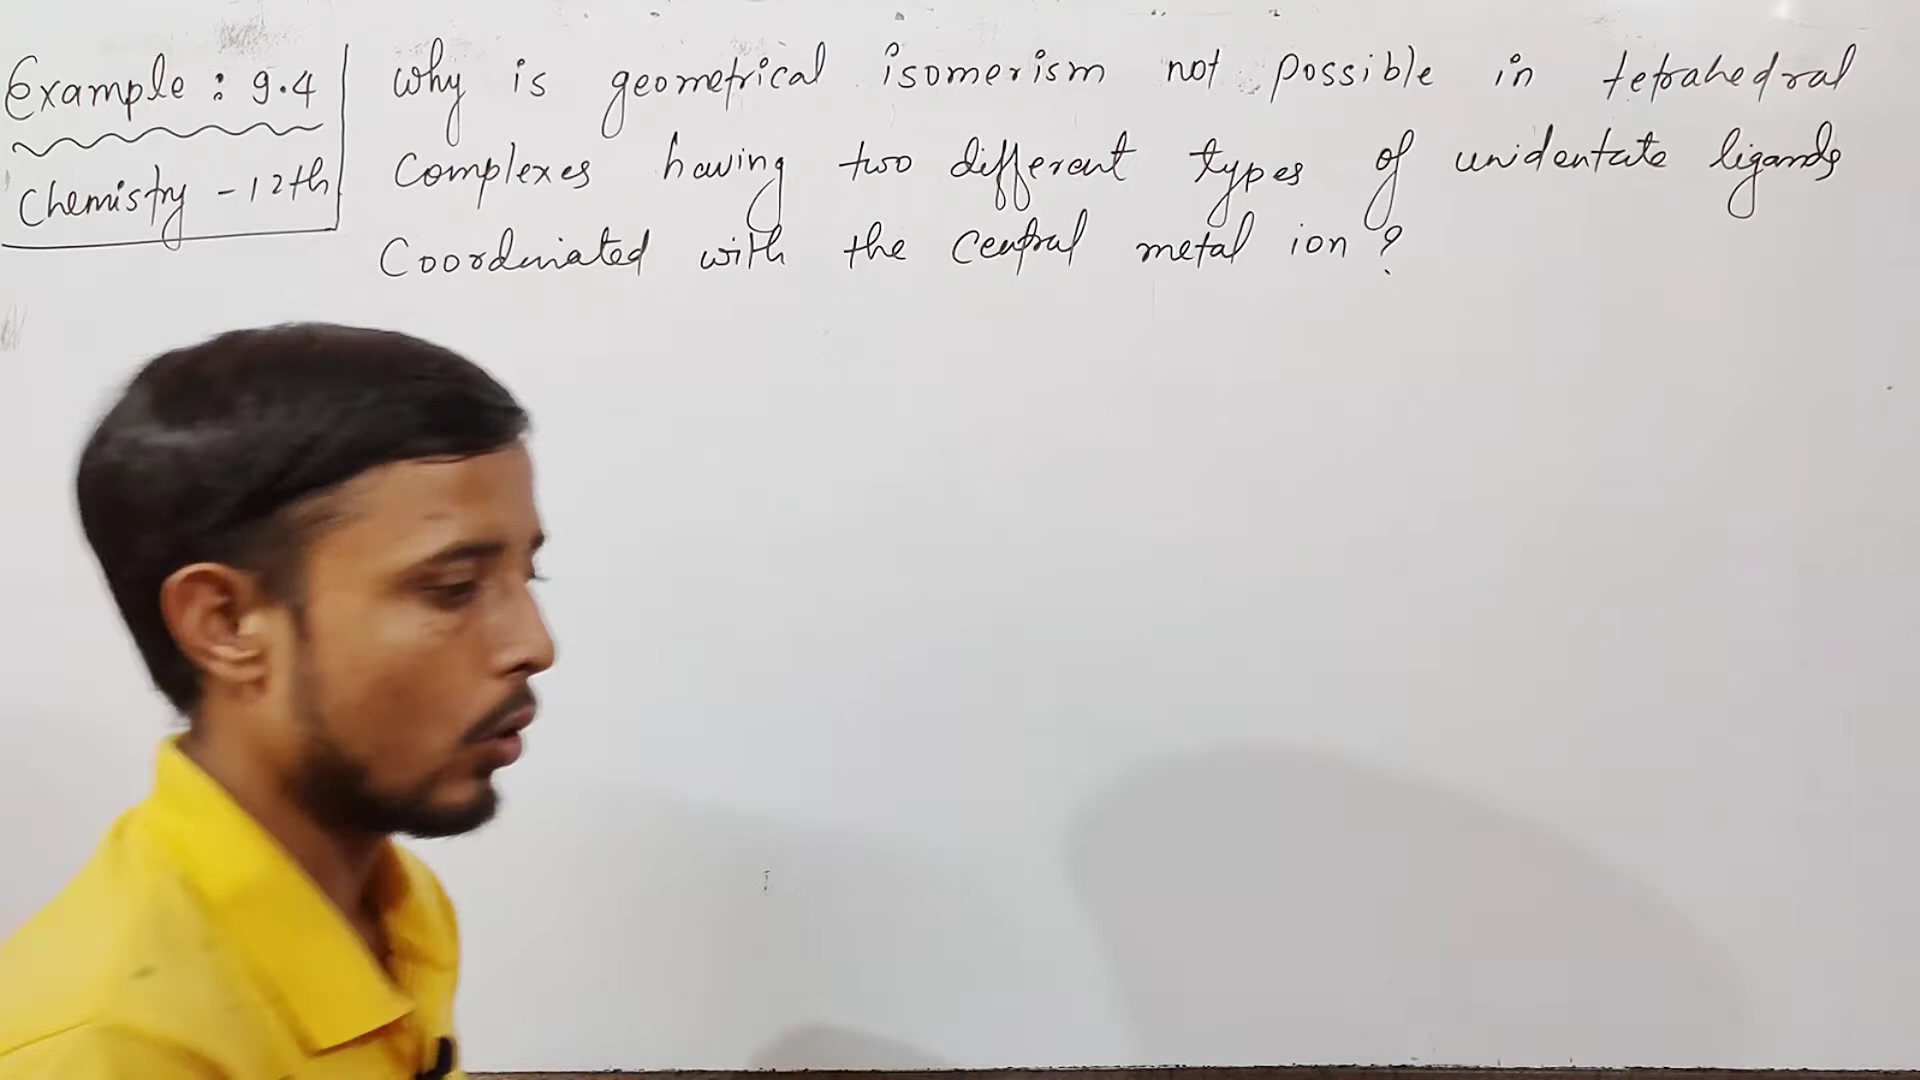 Example : 9.4
Chemistry - 12th
Why is geometrical isomerism not possible in tetrahedral
Complexes having two different types of unidentate ligands
Coordinated with the central metal ion ?